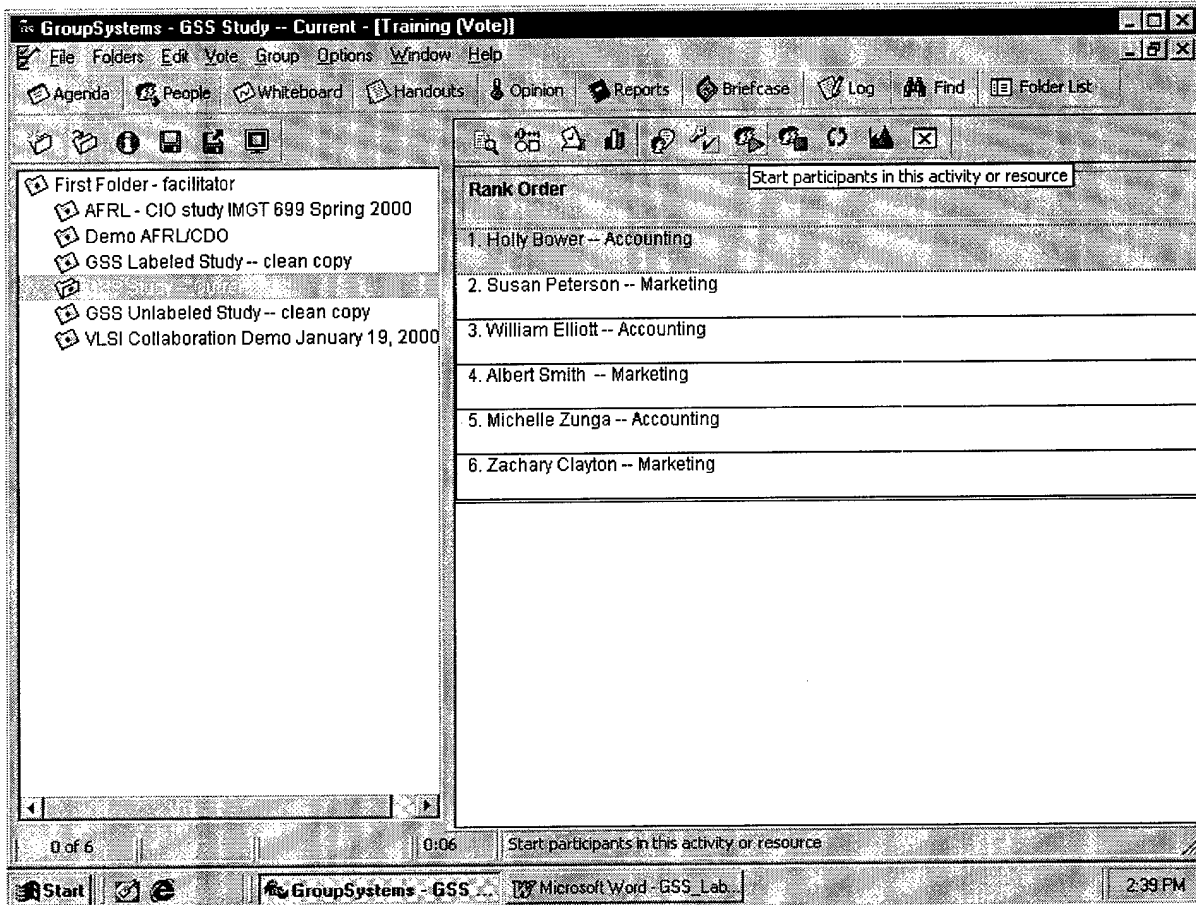 GroupSystems - GSS Study -- Current - [Training (Vote)]
File Folders Edit Vote Group Options Window Help
Agenda People Whiteboard Handouts Opinion Reports Briefcase Log Find Folder List
Start participants in this activity or resource
First Folder - facilitator
AFRL - CIO study IMGT 699 Spring 2000
Demo AFRL/CDO
GSS Labeled Study -- clean copy
GSS Study -- Current
GSS Unlabeled Study -- clean copy
VLSI Collaboration Demo January 19, 2000
Rank Order
1. Holly Bower -- Accounting
2. Susan Peterson -- Marketing
3. William Elliott -- Accounting
4. Albert Smith -- Marketing
5. Michelle Zunga -- Accounting
6. Zachary Clayton -- Marketing
0 of 6 0:06 Start participants in this activity or resource
Start GroupSystems - GSS ... Microsoft Word - GSS_Lab... 2:39 PM